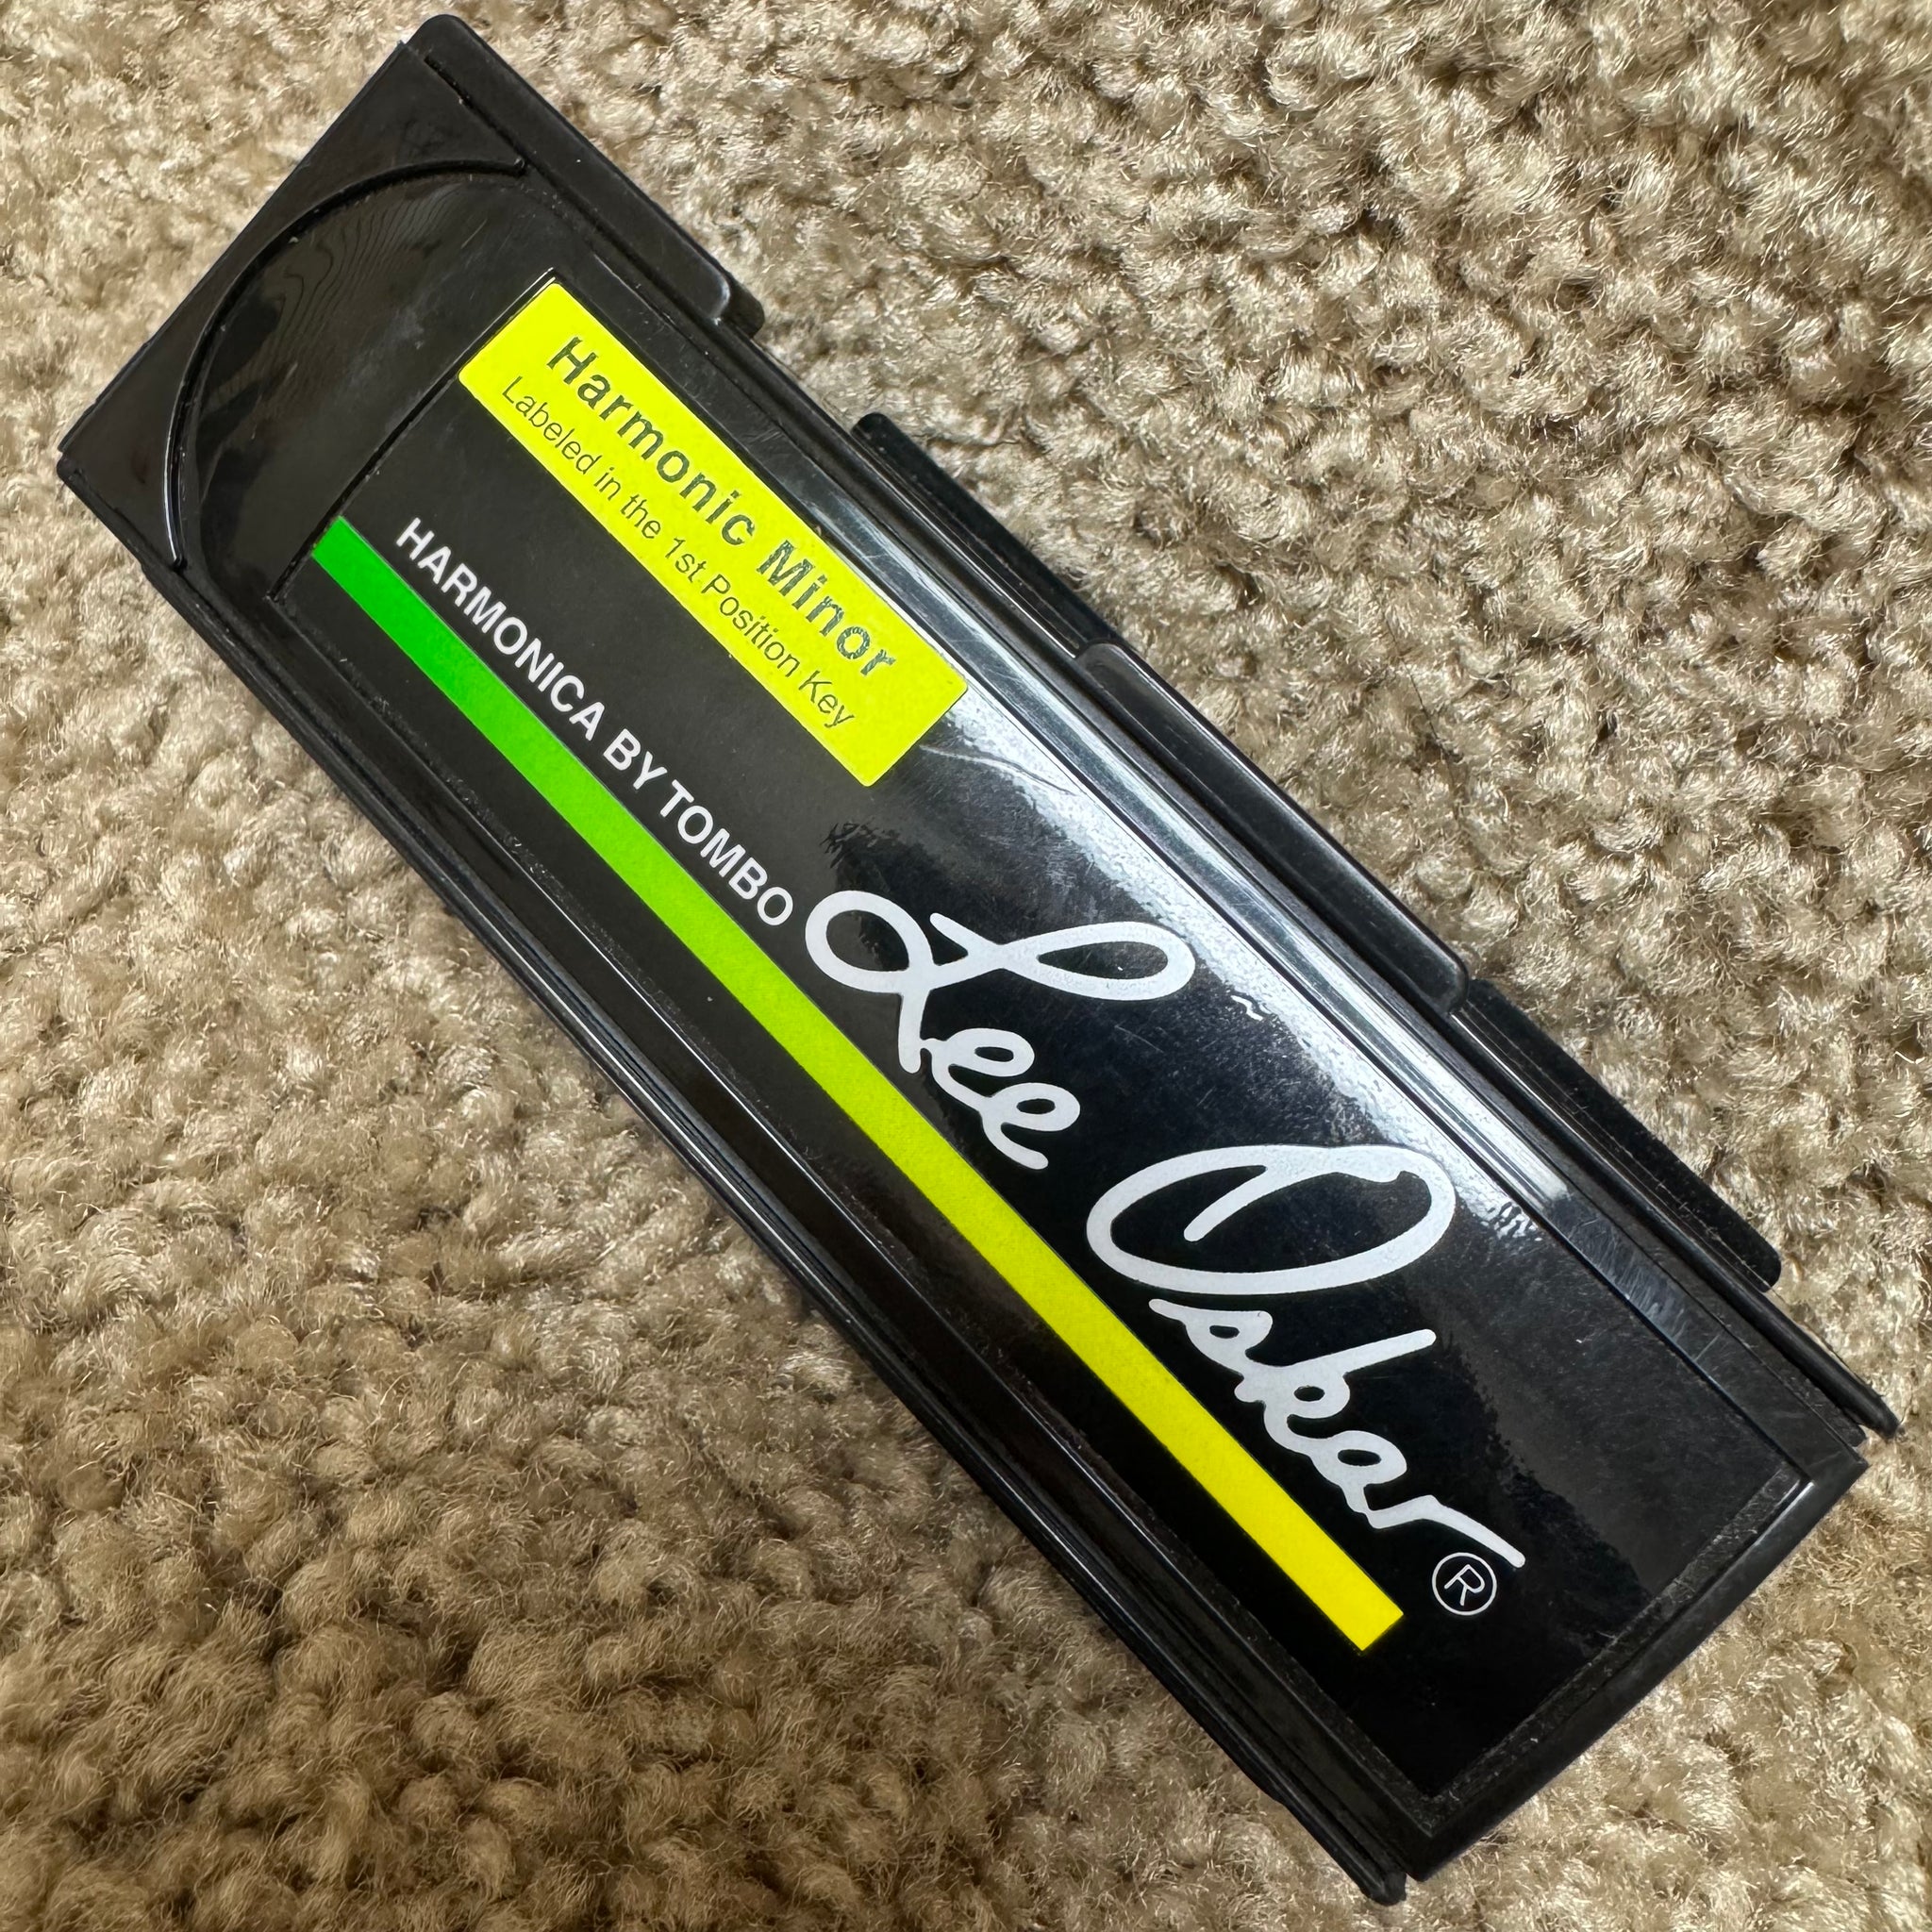 Harmonic Minor
Labeled in the 1st Position Key
HARMONICA BY TOMBO Lee Oskar ®